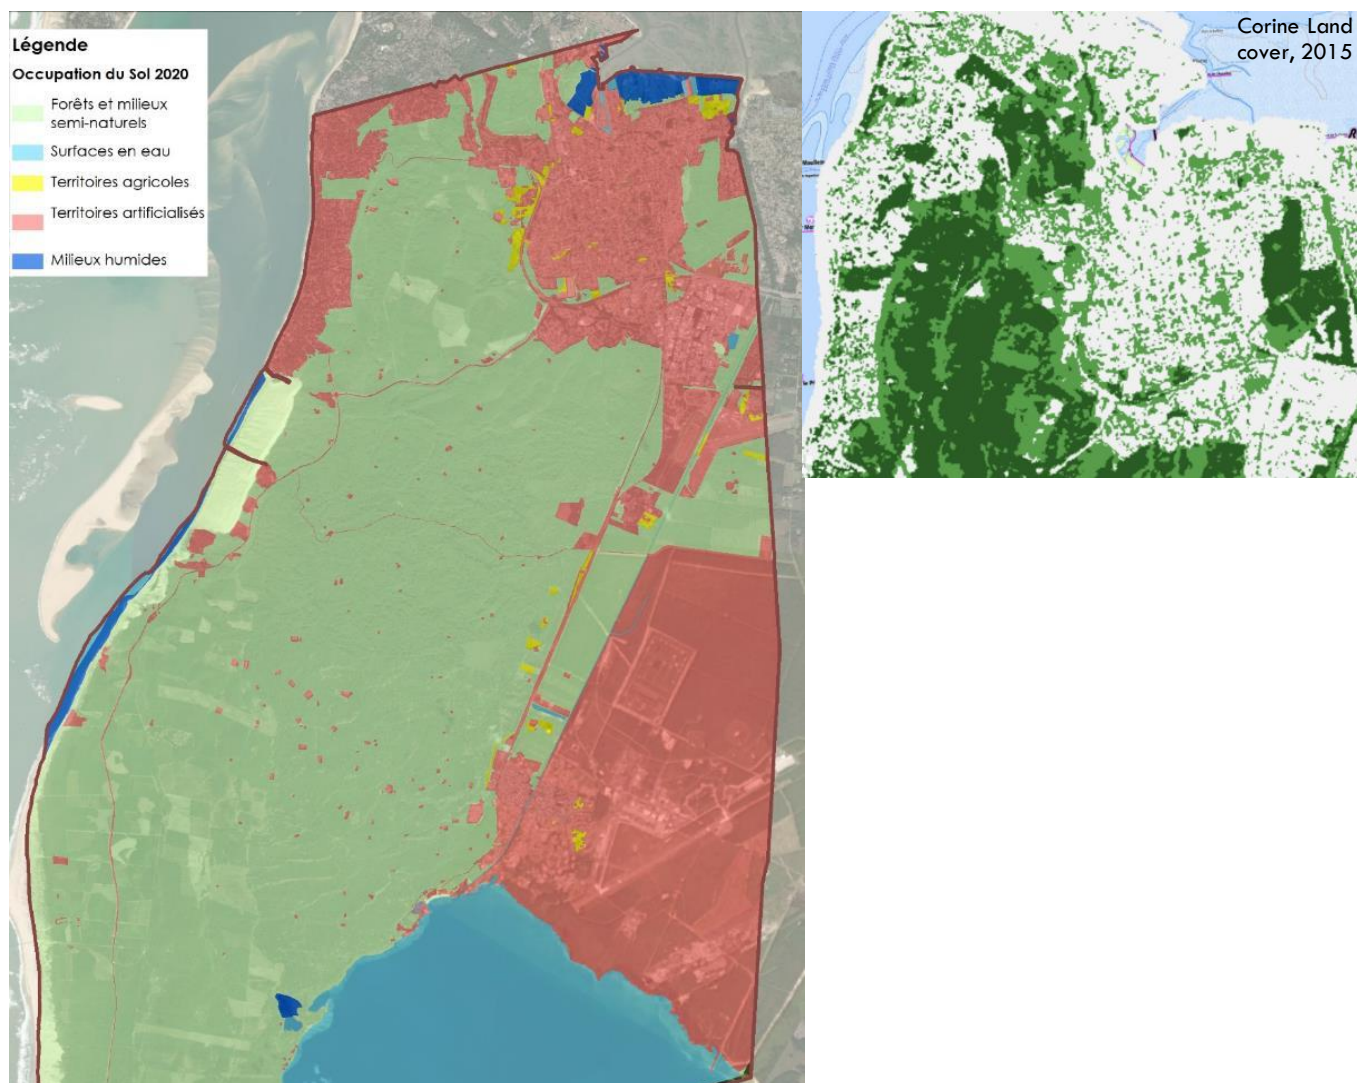 Légende
Occupation du Sol 2020
Forêts et milieux
semi-naturels
Surfaces en eau
Territoires agricoles
Territoires artificialisés
Milieux humides
Corine Land
cover, 2015